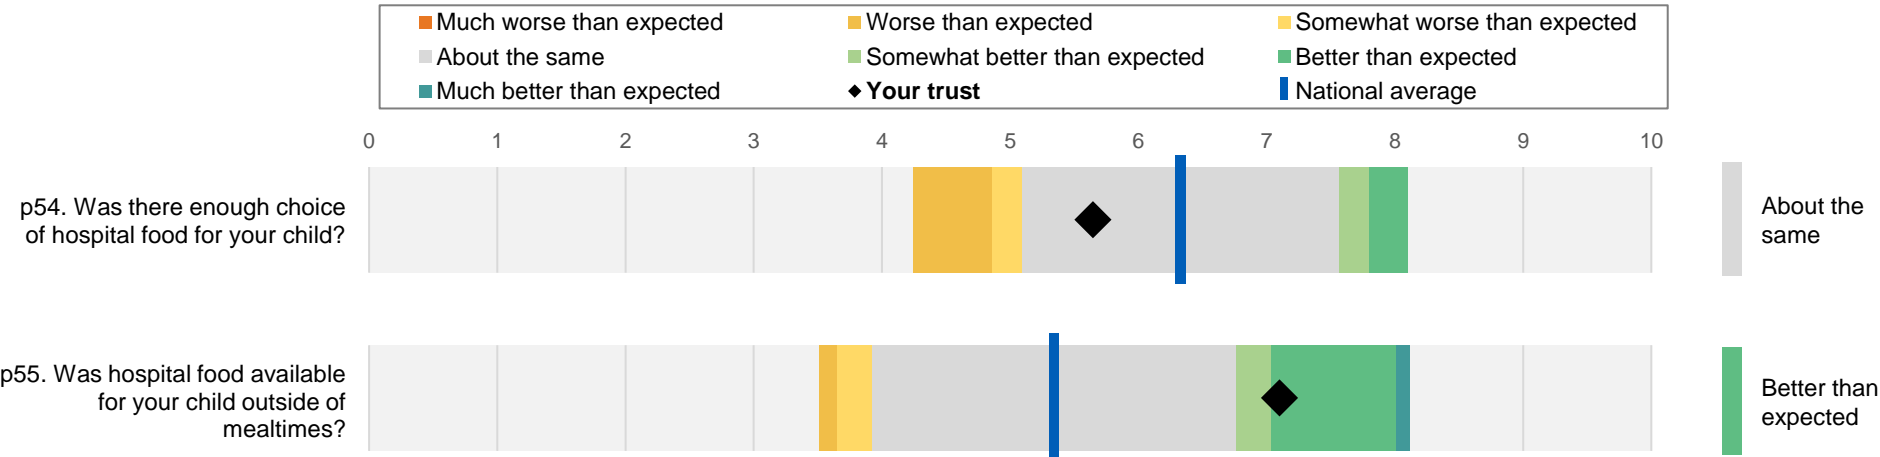 Much worse than expected
Worse than expected
Somewhat worse than expected
About the same
Somewhat better than expected
Better than expected
Much better than expected
Your trust
National average
0 1 2 3 4 5 6 7 8 9 10
p54. Was there enough choice
of hospital food for your child?
About the
same
p55. Was hospital food available
for your child outside of
mealtimes?
Better than
expected